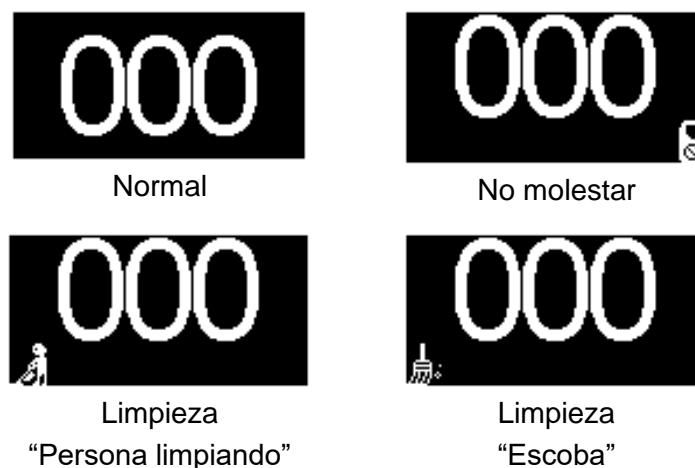 000
000
Normal
No molestar
000
000
Limpieza
“Persona limpiando”
Limpieza
“Escoba”